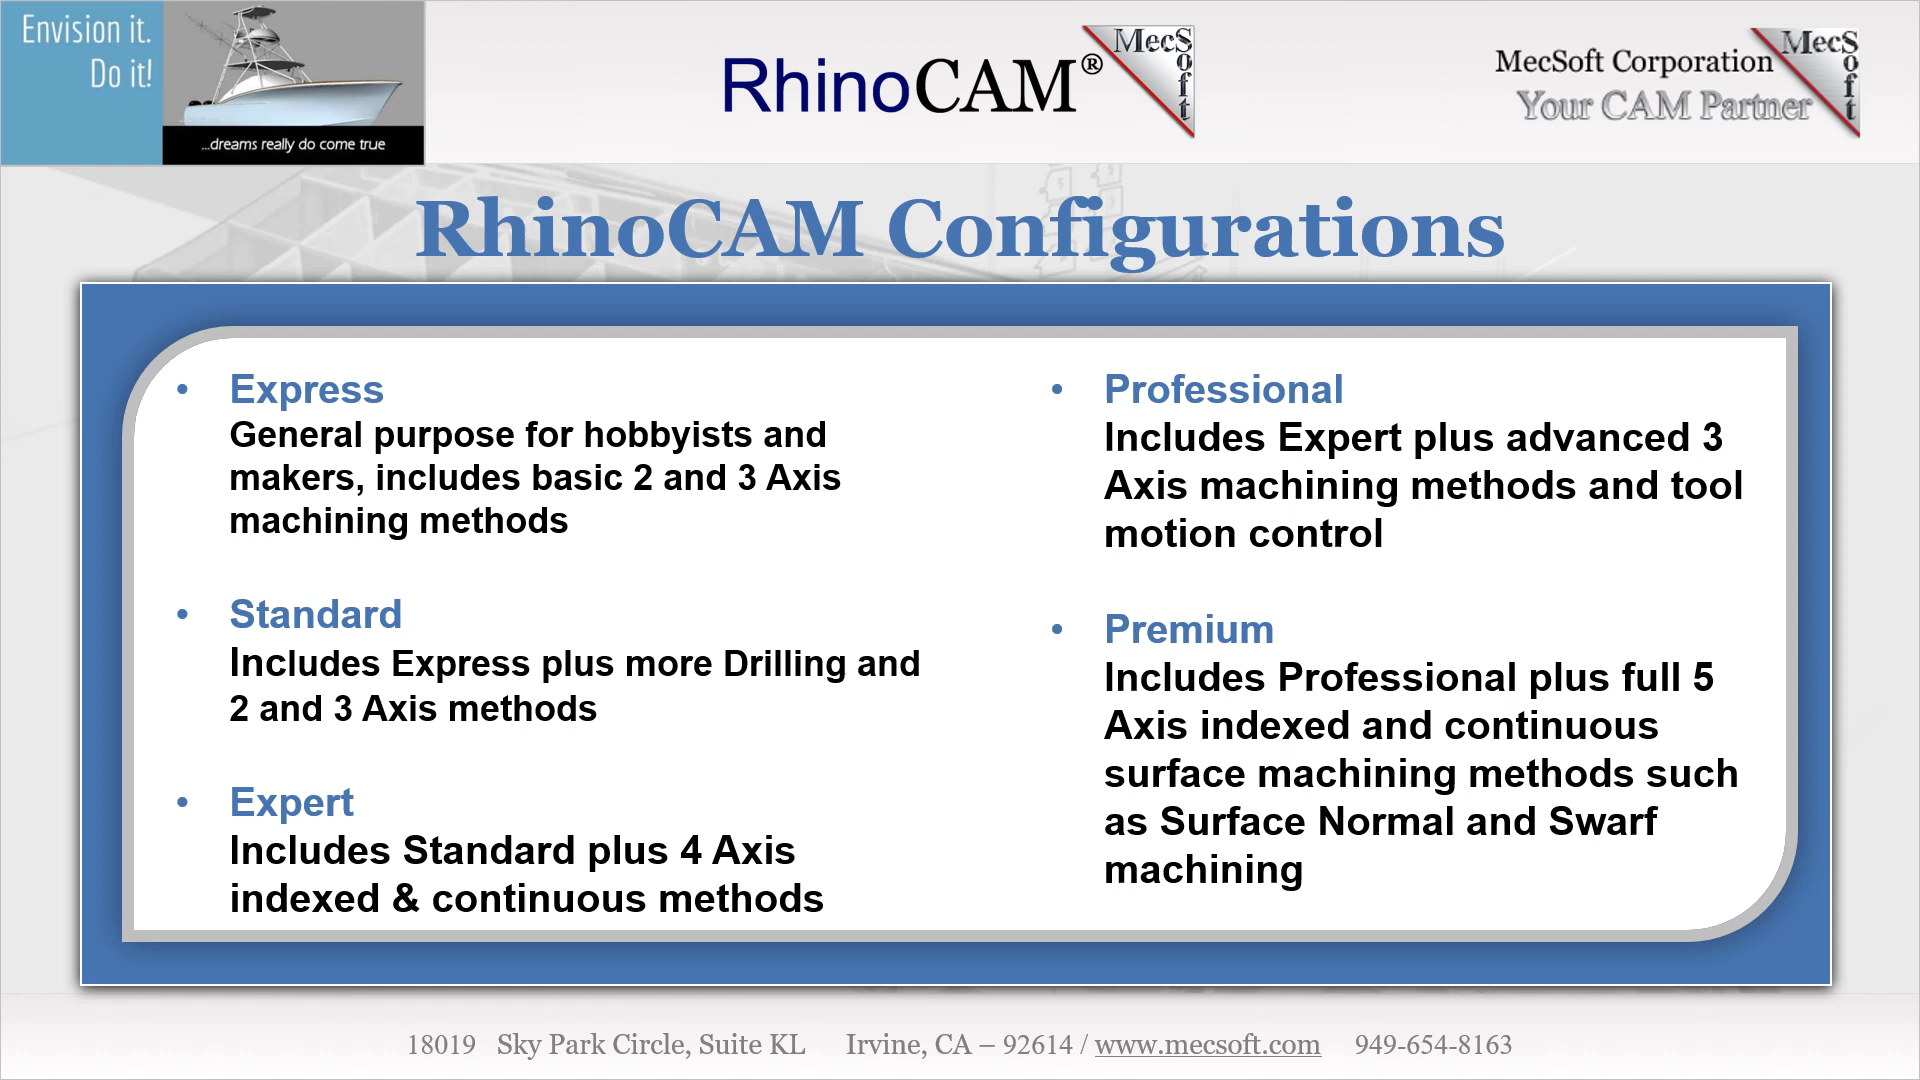 Envision it.
Do it!
...dreams really do come true
RhinoCAM®
MecSoft
MecSoft Corporation
Your CAM Partner
MecSoft
RhinoCAM Configurations
• Express
General purpose for hobbyists and
makers, includes basic 2 and 3 Axis
machining methods
• Standard
Includes Express plus more Drilling and
2 and 3 Axis methods
• Expert
Includes Standard plus 4 Axis
indexed & continuous methods
• Professional
Includes Expert plus advanced 3
Axis machining methods and tool
motion control
• Premium
Includes Professional plus full 5
Axis indexed and continuous
surface machining methods such
as Surface Normal and Swarf
machining
18019 Sky Park Circle, Suite KL Irvine, CA – 92614 / www.mecsoft.com 949-654-8163